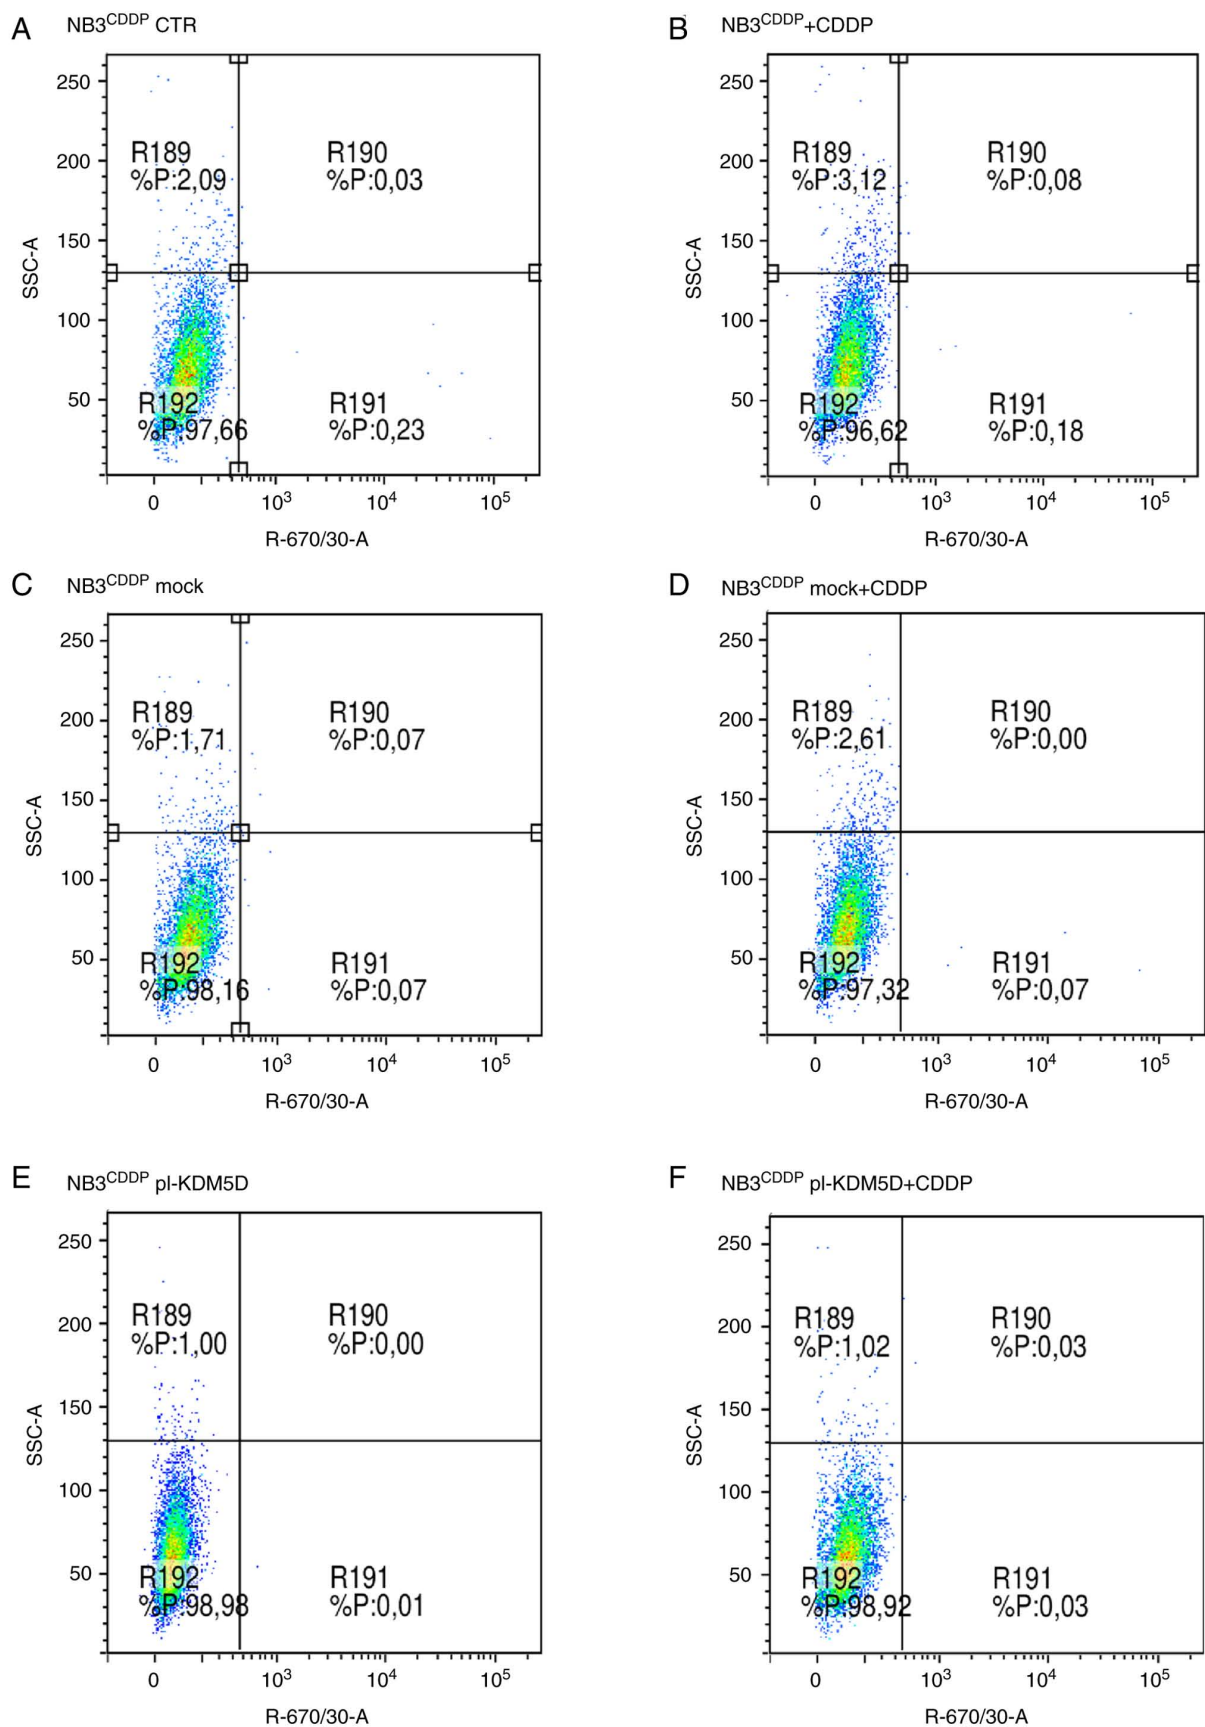 A NB3CDDP CTR
250
200
150
100
50
SSC-A
R189
%P:2,09
R190
%P:0,03
R192
%P:97,66
R191
%P:0,23
0 10³ 10⁴ 10⁵
R-670/30-A
B NB3CDDP+CDDP
250
200
150
100
50
SSC-A
R189
%P:3,12
R190
%P:0,08
R192
%P:96,62
R191
%P:0,18
0 10³ 10⁴ 10⁵
R-670/30-A
C NB3CDDP mock
250
200
150
100
50
SSC-A
R189
%P:1,71
R190
%P:0,07
R192
%P:98,16
R191
%P:0,07
0 10³ 10⁴ 10⁵
R-670/30-A
D NB3CDDP mock+CDDP
250
200
150
100
50
SSC-A
R189
%P:2,61
R190
%P:0,00
R192
%P:97,32
R191
%P:0,07
0 10³ 10⁴ 10⁵
R-670/30-A
E NB3CDDP pl-KDM5D
250
200
150
100
50
SSC-A
R189
%P:1,00
R190
%P:0,00
R192
%P:98,98
R191
%P:0,01
0 10³ 10⁴ 10⁵
R-670/30-A
F NB3CDDP pl-KDM5D+CDDP
250
200
150
100
50
SSC-A
R189
%P:1,02
R190
%P:0,03
R192
%P:98,92
R191
%P:0,03
0 10³ 10⁴ 10⁵
R-670/30-A